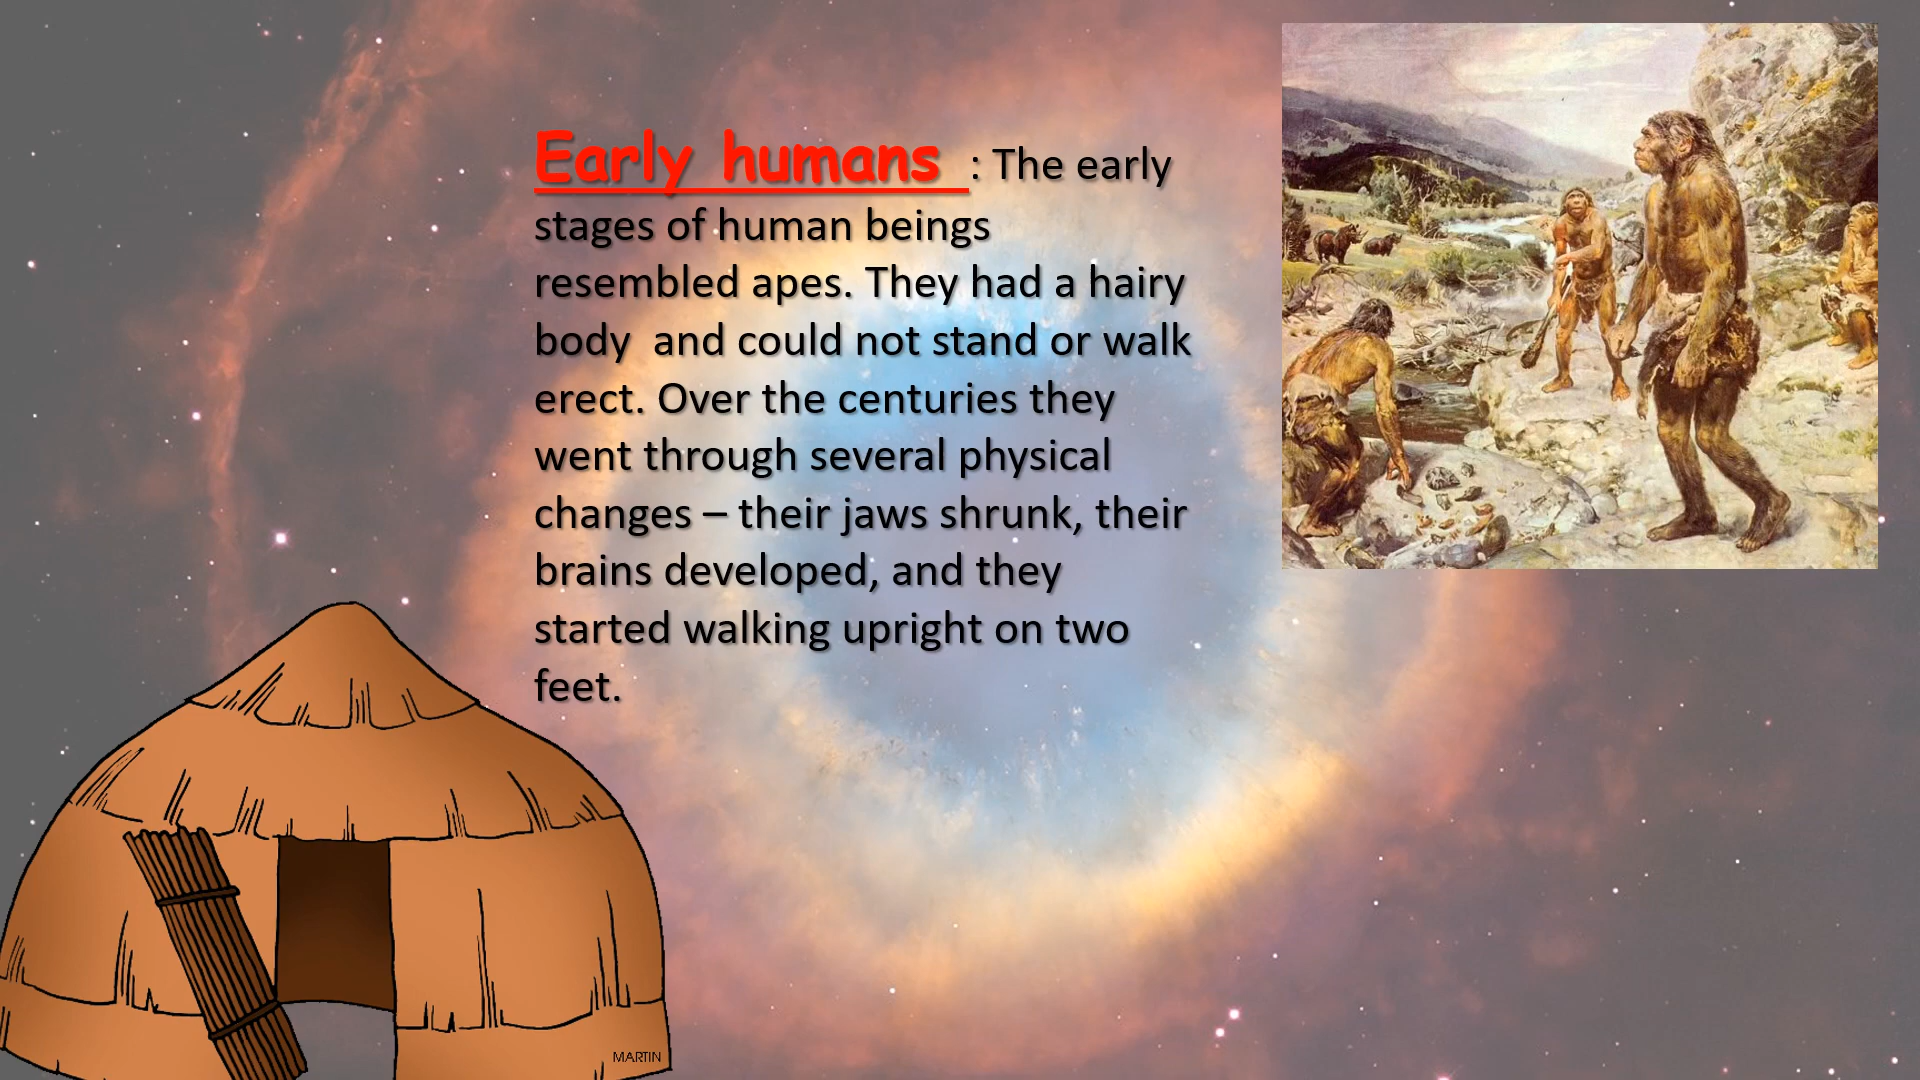 Early humans : The early
stages of human beings
resembled apes. They had a hairy
body  and could not stand or walk
erect. Over the centuries they
went through several physical
changes – their jaws shrunk, their
brains developed, and they
started walking upright on two
feet.
MARTIN